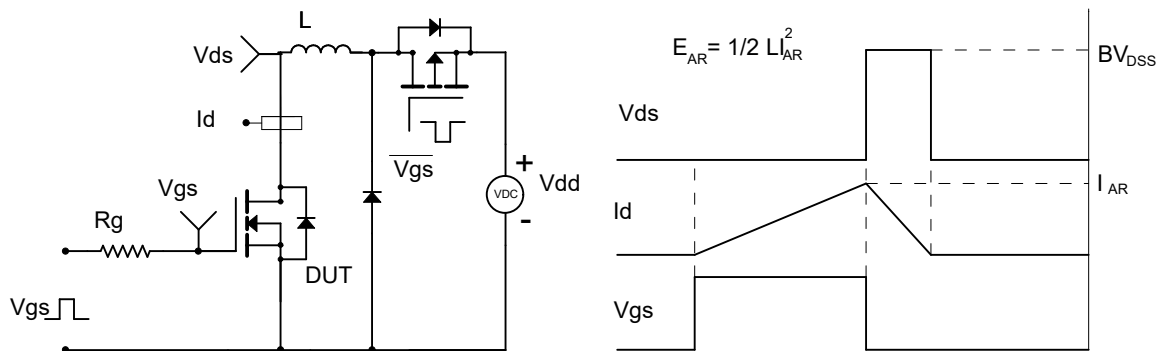 L
Vds
Id
Vgs
+
Vdd
VDC
-
Vgs
Rg
DUT
Vgs
E_AR = 1/2 LI_AR^2
BV_DSS
Vds
I_AR
Id
Vgs